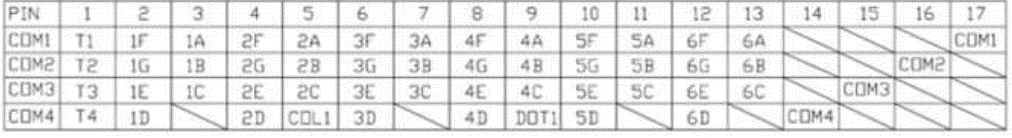 PIN 1 2 3 4 5 6 7 8 9 10 11 12 13 14 15 16 17
COM1 T1 1F 1A 2F 2A 3F 3A 4F 4A 5F 5A 6F 6A COM1
COM2 T2 1G 1B 2G 2B 3G 3B 4G 4B 5G 5B 6G 6B COM2
COM3 T3 1E 1C 2E 2C 3E 3C 4E 4C 5E 5C 6E 6C COM3
COM4 T4 1D 2D COL1 3D 4D DOT1 5D 6D COM4